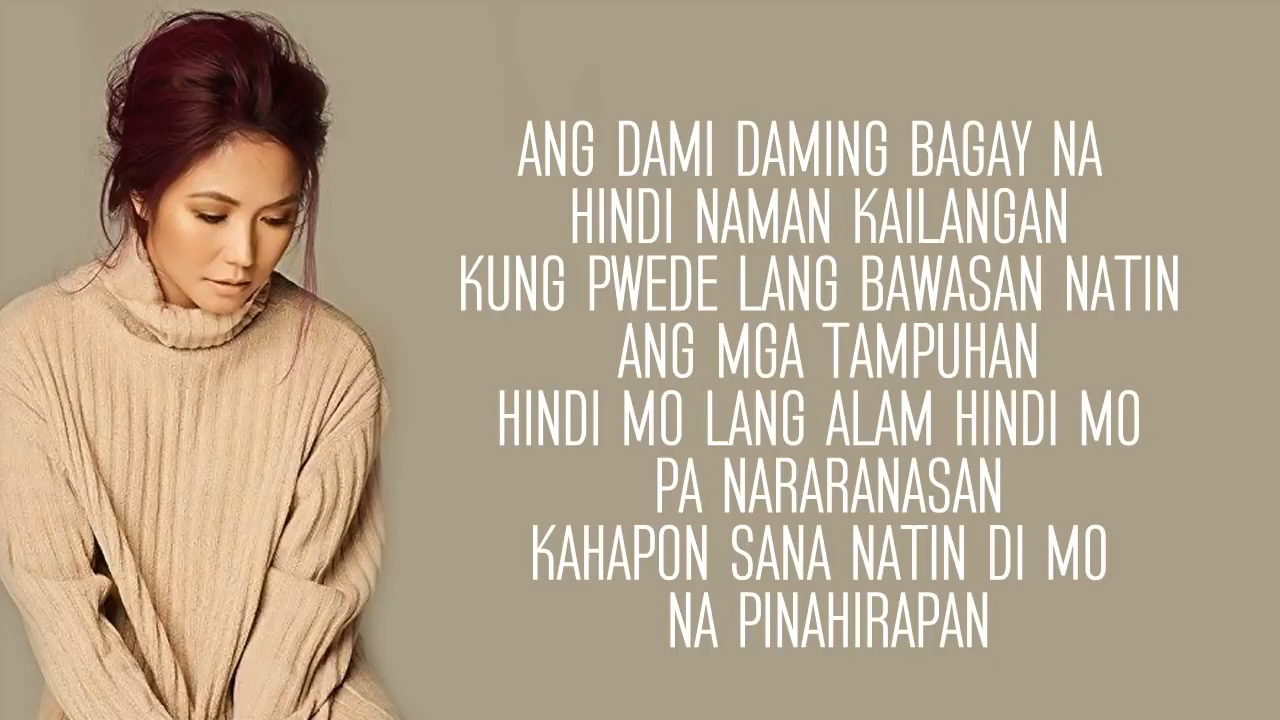 ANG DAMI DAMING BAGAY NA
HINDI NAMAN KAILANGAN
KUNG PWEDE LANG BAWASAN NATIN
ANG MGA TAMPUHAN
HINDI MO LANG ALAM HINDI MO
PA NARARANASAN
KAHAPON SANA NATIN DI MO
NA PINAHIRAPAN